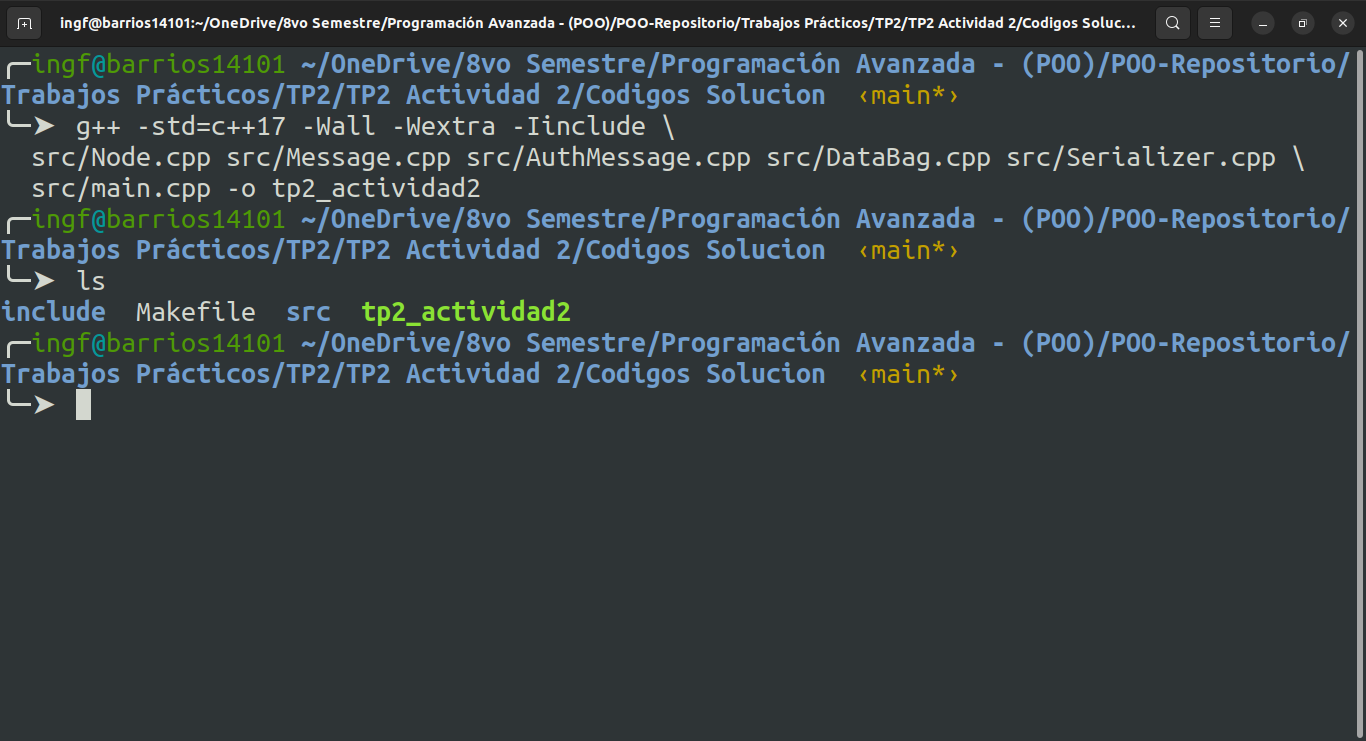 ingf@barrios14101:~/OneDrive/8vo Semestre/Programación Avanzada - (POO)/POO-Repositorio/Trabajos Prácticos/TP2/TP2 Actividad 2/Codigos Soluc...
ingf@barrios14101 ~/OneDrive/8vo Semestre/Programación Avanzada - (POO)/POO-Repositorio/
Trabajos Prácticos/TP2/TP2 Actividad 2/Codigos Solucion  ‹main*›
╰─➤ g++ -std=c++17 -Wall -Wextra -Iinclude \
  src/Node.cpp src/Message.cpp src/AuthMessage.cpp src/DataBag.cpp src/Serializer.cpp \
  src/main.cpp -o tp2_actividad2
╭─ingf@barrios14101 ~/OneDrive/8vo Semestre/Programación Avanzada - (POO)/POO-Repositorio/
Trabajos Prácticos/TP2/TP2 Actividad 2/Codigos Solucion  ‹main*›
╰─➤ ls
include  Makefile  src  tp2_actividad2
╭─ingf@barrios14101 ~/OneDrive/8vo Semestre/Programación Avanzada - (POO)/POO-Repositorio/
Trabajos Prácticos/TP2/TP2 Actividad 2/Codigos Solucion  ‹main*›
╰─➤